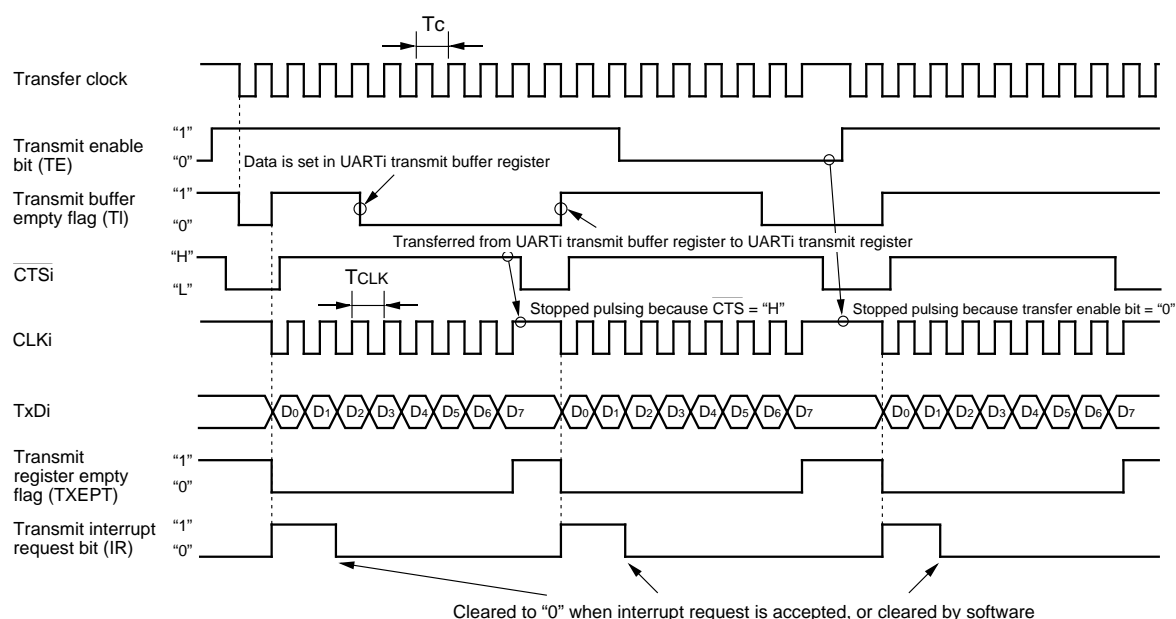 Tc
Transfer clock
Transmit enable
bit (TE)
“1”
“0”
Data is set in UARTi transmit buffer register
Transmit buffer
empty flag (TI)
“1”
“0”
Transferred from UARTi transmit buffer register to UARTi transmit register
CTSi
“H”
“L”
TCLK
Stopped pulsing because CTS = “H”
Stopped pulsing because transfer enable bit = “0”
CLKi
TxDi
D0 D1 D2 D3 D4 D5 D6 D7 D0 D1 D2 D3 D4 D5 D6 D7 D0 D1 D2 D3 D4 D5 D6 D7
Transmit
register empty
flag (TXEPT)
“1”
“0”
Transmit interrupt
request bit (IR)
“1”
“0”
Cleared to “0” when interrupt request is accepted, or cleared by software